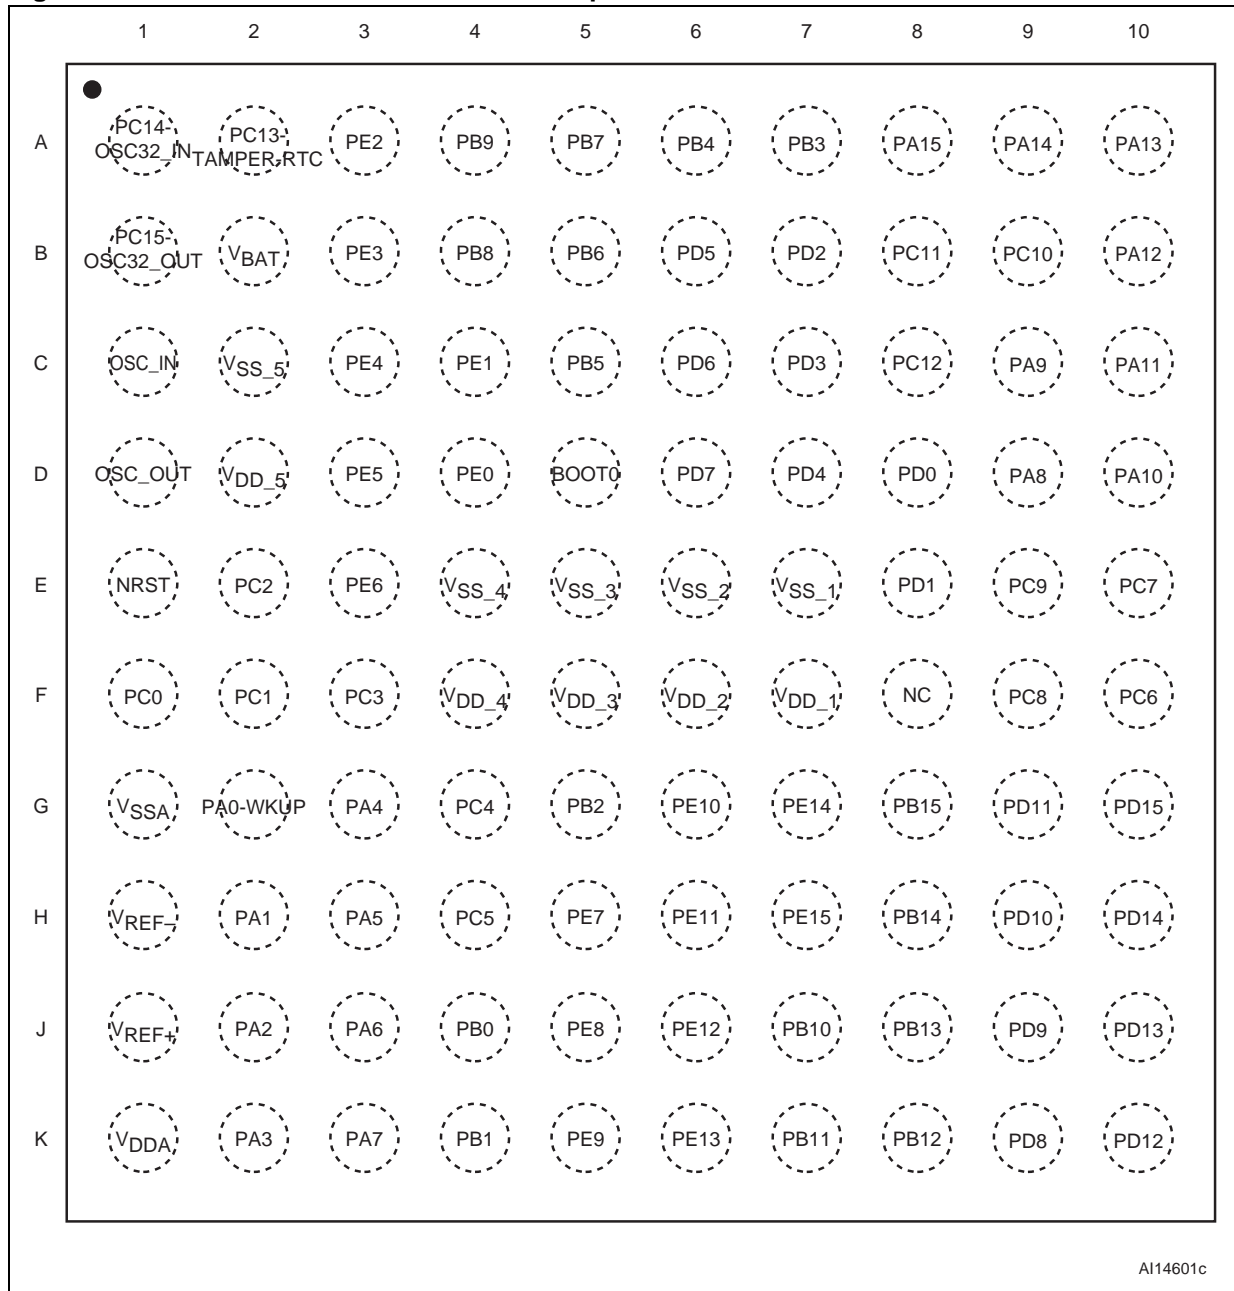 1 2 3 4 5 6 7 8 9 10
A PC14-OSC32_IN PC13-TAMPER-RTC PE2 PB9 PB7 PB4 PB3 PA15 PA14 PA13
B PC15-OSC32_OUT VBAT PE3 PB8 PB6 PD5 PD2 PC11 PC10 PA12
C OSC_IN VSS_5 PE4 PE1 PB5 PD6 PD3 PC12 PA9 PA11
D OSC_OUT VDD_5 PE5 PE0 BOOT0 PD7 PD4 PD0 PA8 PA10
E NRST PC2 PE6 VSS_4 VSS_3 VSS_2 VSS_1 PD1 PC9 PC7
F PC0 PC1 PC3 VDD_4 VDD_3 VDD_2 VDD_1 NC PC8 PC6
G VSSA PA0-WKUP PA4 PC4 PB2 PE10 PE14 PB15 PD11 PD15
H VREF– PA1 PA5 PC5 PE7 PE11 PE15 PB14 PD10 PD14
J VREF+ PA2 PA6 PB0 PE8 PE12 PB10 PB13 PD9 PD13
K VDDA PA3 PA7 PB1 PE9 PE13 PB11 PB12 PD8 PD12
AI14601c